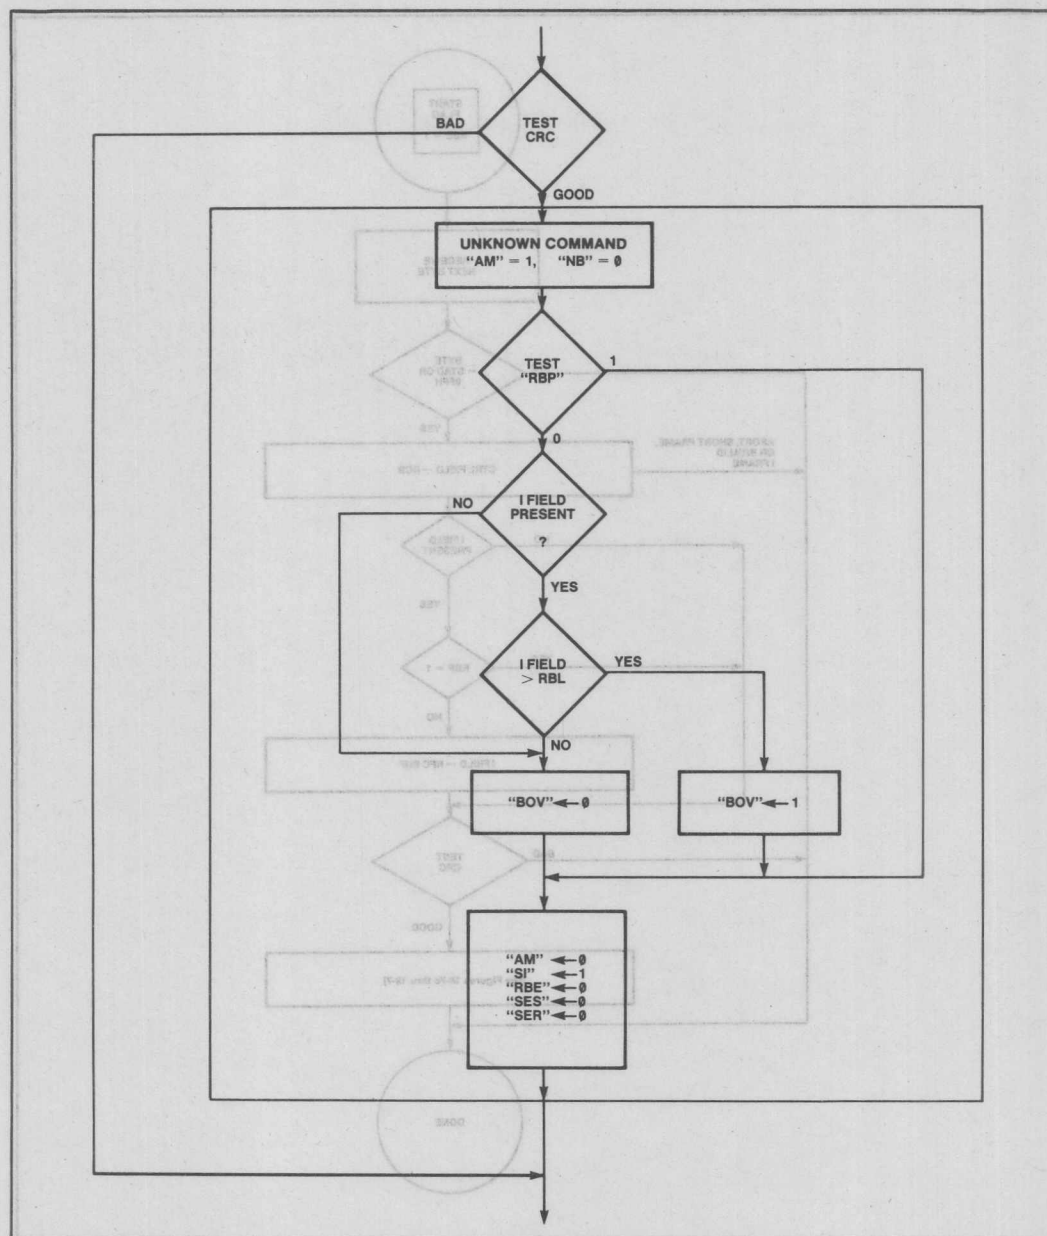 TEST
CRC
BAD
GOOD
UNKNOWN COMMAND
“AM” = 1, “NB” = 0
TEST
“RBP”
1
0
I FIELD
PRESENT
?
NO
YES
I FIELD
> RBL
YES
NO
“BOV” ← 0
“BOV” ← 1
“AM” ← 0
“SI” ← 1
“RBE” ← 0
“SES” ← 0
“SER” ← 0